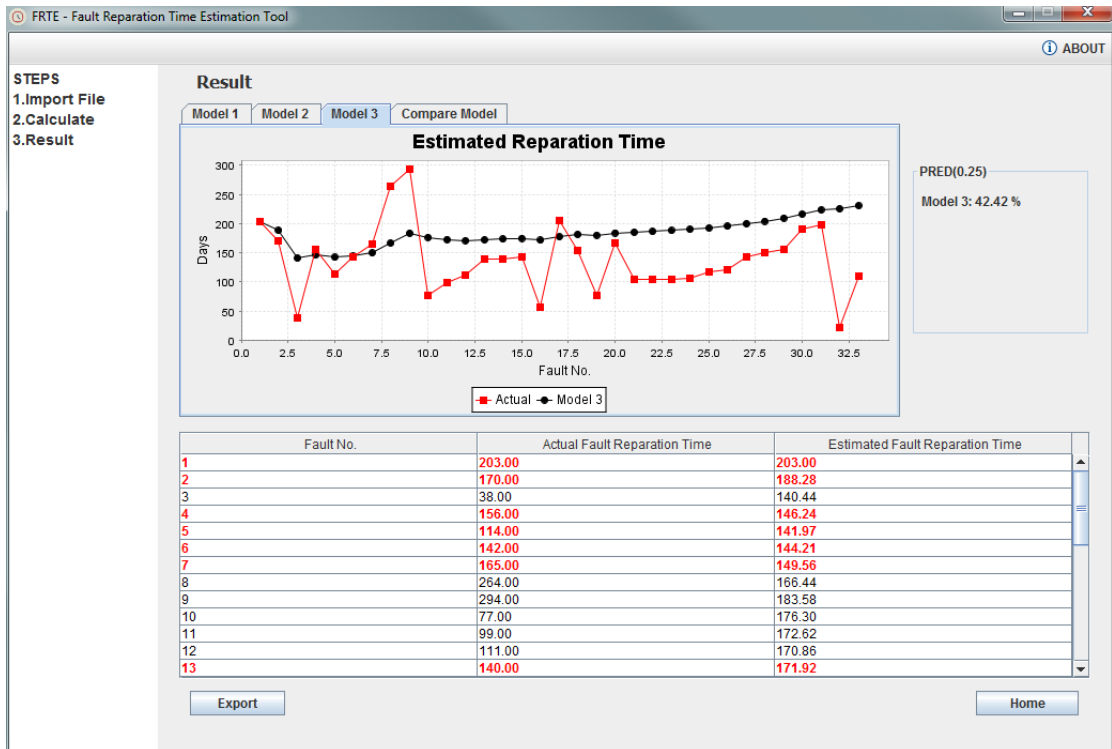 FRTE - Fault Reparation Time Estimation Tool
ABOUT
STEPS
1.Import File
2.Calculate
3.Result
Result
Model 1 Model 2 Model 3 Compare Model
Estimated Reparation Time
300
250
200
150
100
50
0
Days
0.0 2.5 5.0 7.5 10.0 12.5 15.0 17.5 20.0 22.5 25.0 27.5 30.0 32.5
Fault No.
Actual Model 3
PRED(0.25)
Model 3: 42.42 %
Fault No. Actual Fault Reparation Time Estimated Fault Reparation Time
1 203.00 203.00
2 170.00 188.28
3 38.00 140.44
4 156.00 146.24
5 114.00 141.97
6 142.00 144.21
7 165.00 149.56
8 264.00 166.44
9 294.00 183.58
10 77.00 176.30
11 99.00 172.62
12 111.00 170.86
13 140.00 171.92
Export Home